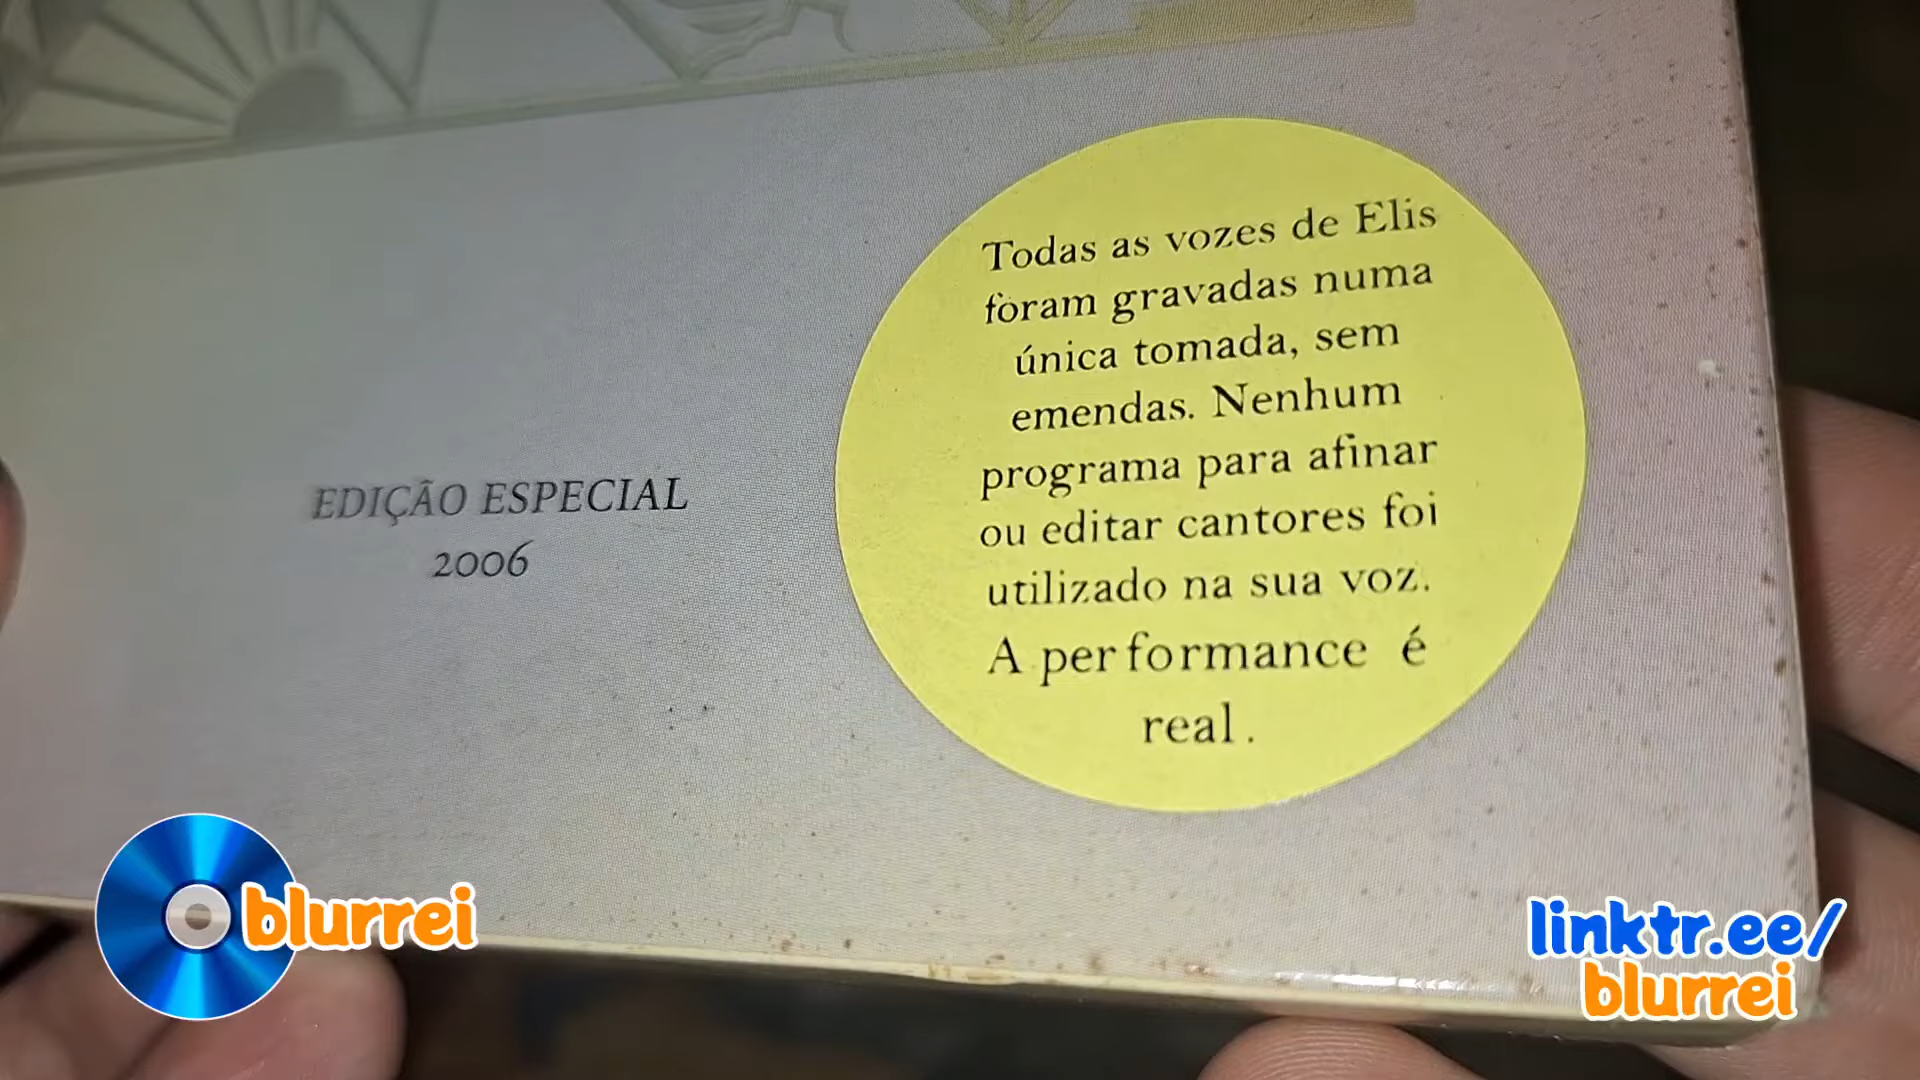 Todas as vozes de Elis
foram gravadas numa
única tomada, sem
emendas. Nenhum
programa para afinar
ou editar cantores foi
utilizado na sua voz.
A performance é
real.
EDIÇÃO ESPECIAL
2006
blurrei
linktr.ee/
blurrei